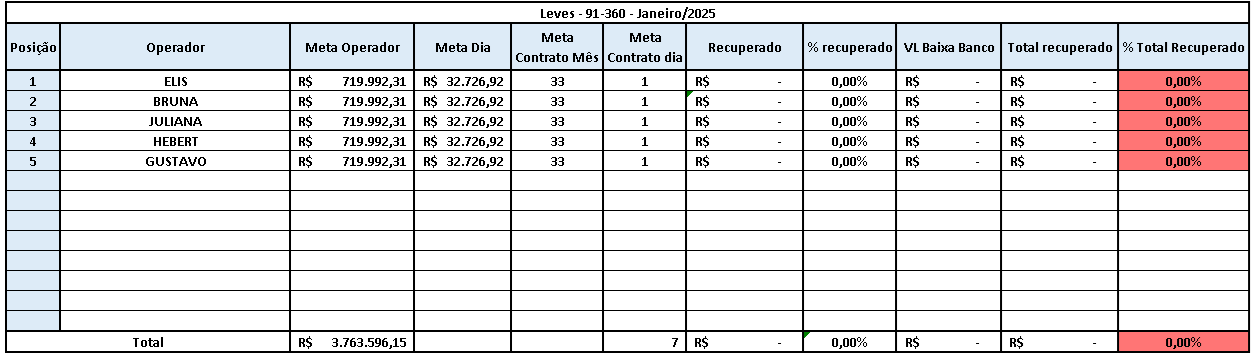 Leves - 91-360 - Janeiro/2025
Posição Operador Meta Operador Meta Dia Meta Contrato Mês Meta Contrato dia Recuperado % recuperado VL Baixa Banco Total recuperado % Total Recuperado
1 ELIS R$ 719.992,31 R$ 32.726,92 33 1 R$ - 0,00% R$ - R$ - 0,00%
2 BRUNA R$ 719.992,31 R$ 32.726,92 33 1 R$ - 0,00% R$ - R$ - 0,00%
3 JULIANA R$ 719.992,31 R$ 32.726,92 33 1 R$ - 0,00% R$ - R$ - 0,00%
4 HEBERT R$ 719.992,31 R$ 32.726,92 33 1 R$ - 0,00% R$ - R$ - 0,00%
5 GUSTAVO R$ 719.992,31 R$ 32.726,92 33 1 R$ - 0,00% R$ - R$ - 0,00%
Total R$ 3.763.596,15 7 R$ - 0,00% R$ - R$ - 0,00%